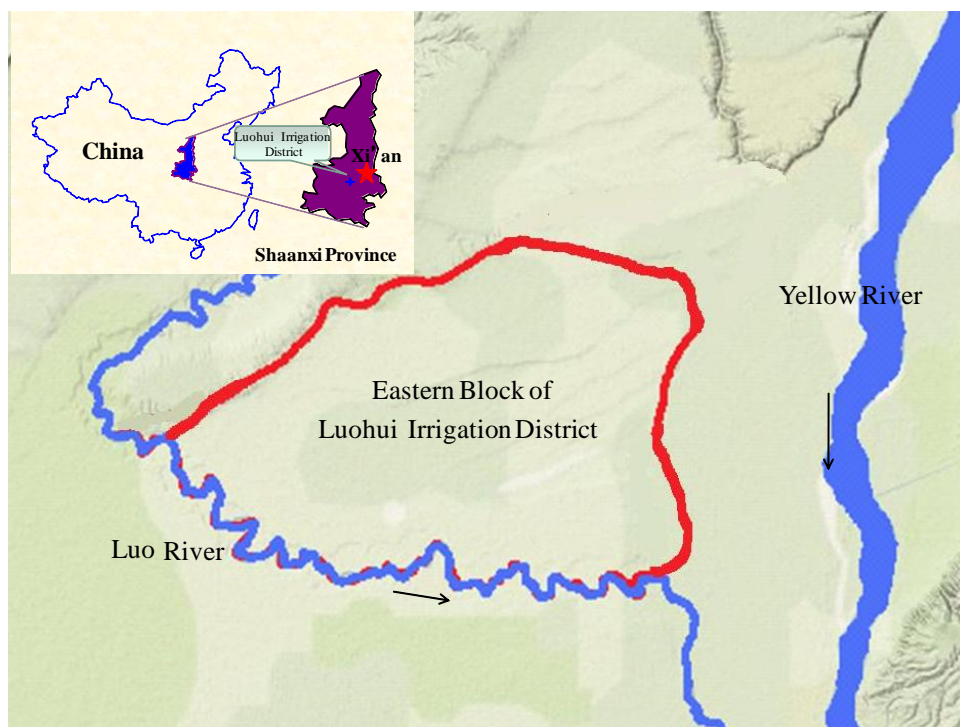 China
Luohui Irrigation
District
Xi' an
Shaanxi Province
Yellow River
Eastern Block of
Luohui Irrigation District
Luo River